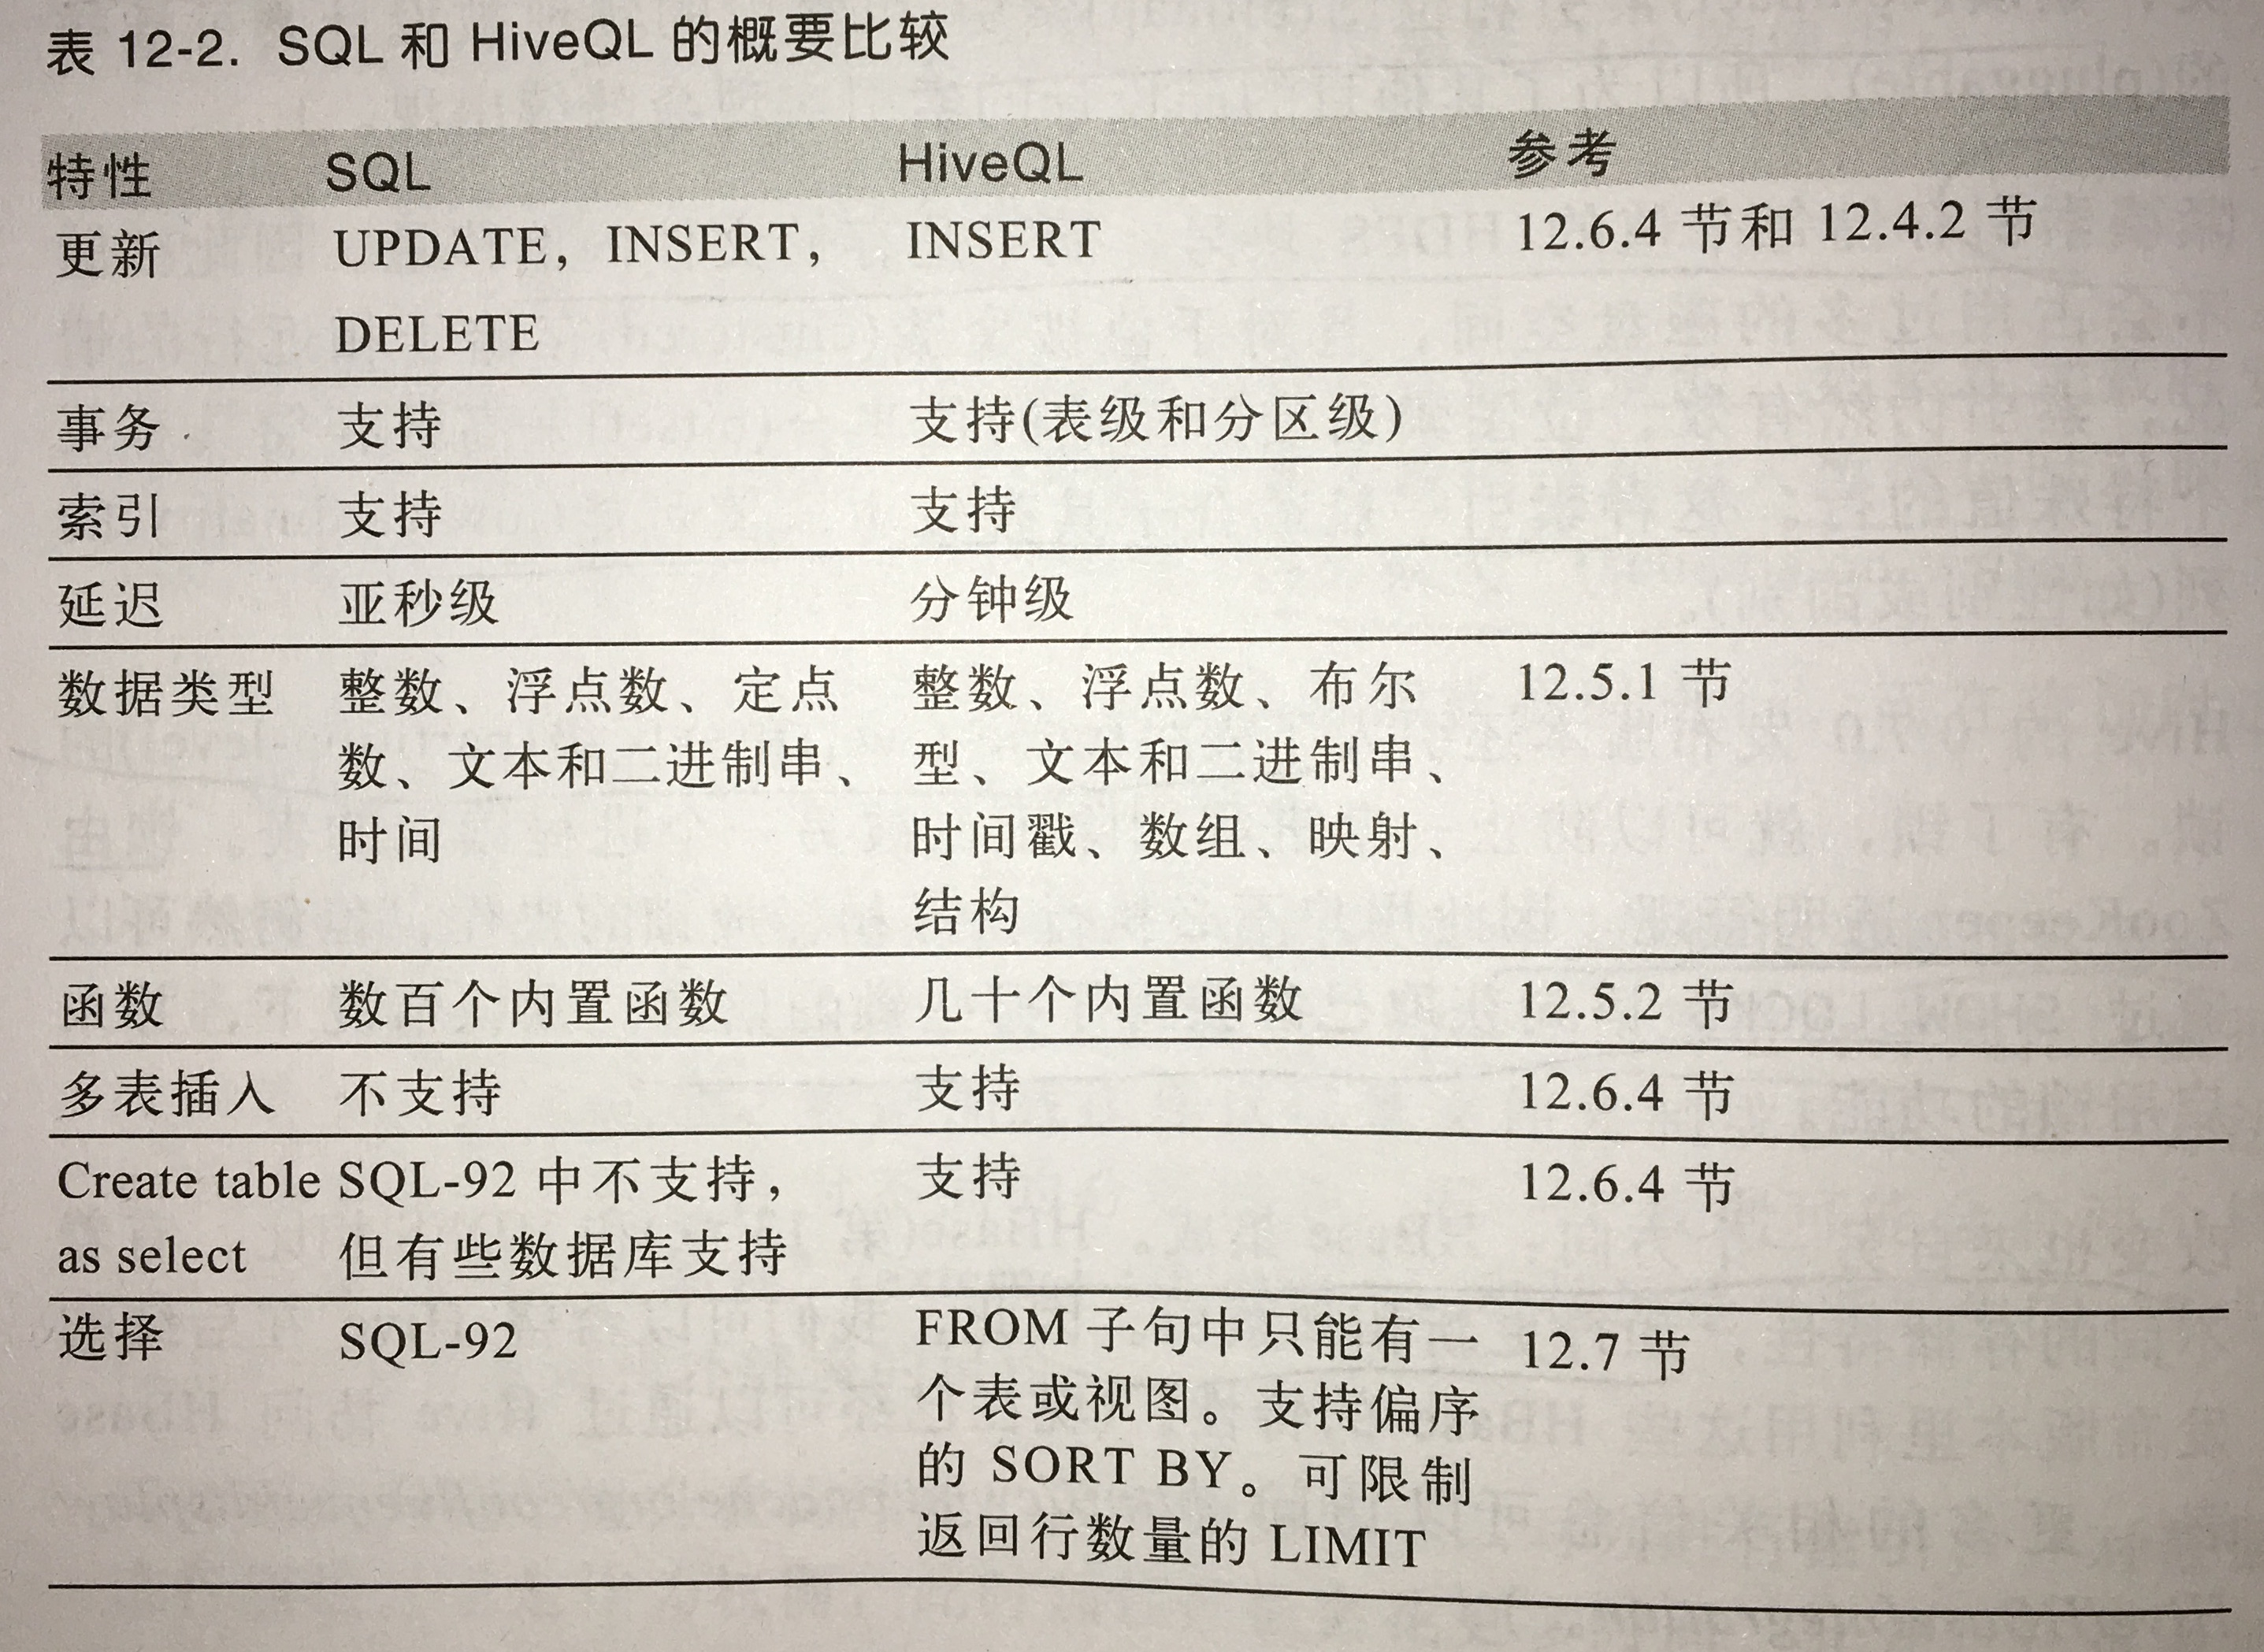 表 12-2. SQL 和 HiveQL 的概要比较
特性 SQL HiveQL 参考
更新 UPDATE，INSERT， INSERT 12.6.4 节和 12.4.2 节
DELETE
事务 支持 支持(表级和分区级)
索引 支持 支持
延迟 亚秒级 分钟级
数据类型 整数、浮点数、定点 整数、浮点数、布尔 12.5.1 节
数、文本和二进制串、 型、文本和二进制串、
时间 时间戳、数组、映射、
结构
函数 数百个内置函数 几十个内置函数 12.5.2 节
多表插入 不支持 支持 12.6.4 节
Create table SQL-92 中不支持， 支持 12.6.4 节
as select 但有些数据库支持
选择 SQL-92 FROM 子句中只能有一 12.7 节
个表或视图。支持偏序
的 SORT BY。可限制
返回行数量的 LIMIT